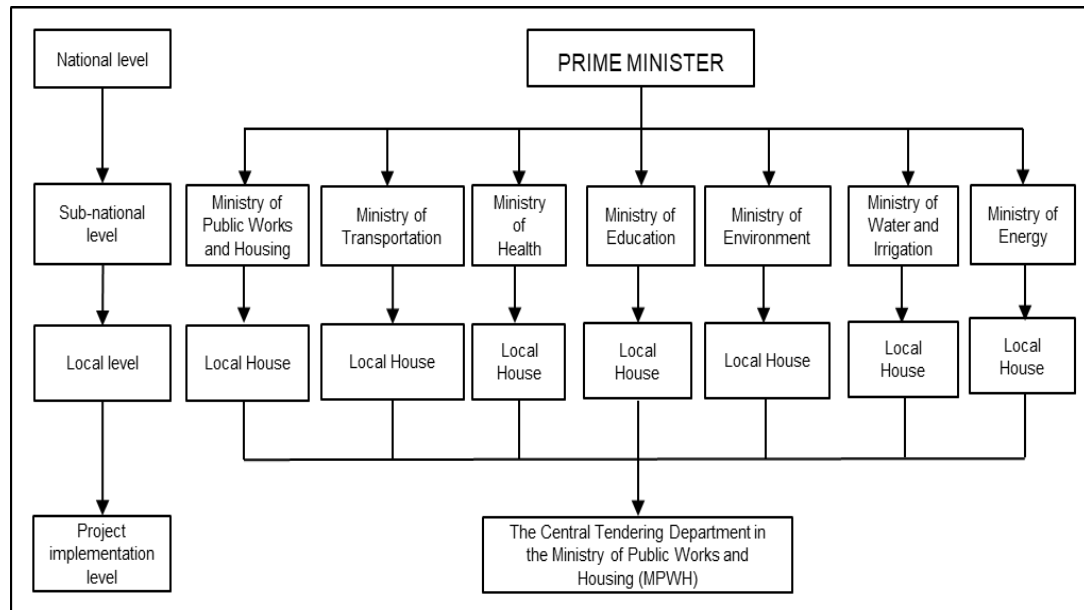 National level
PRIME MINISTER
Sub-national
level
Ministry of
Public Works
and Housing
Ministry of
Transportation
Ministry
of
Health
Ministry of
Education
Ministry of
Environment
Ministry of
Water and
Irrigation
Ministry of
Energy
Local level
Local House
Local House
Local
House
Local
House
Local House
Local
House
Local
House
Project
implementation
level
The Central Tendering Department in
the Ministry of Public Works and
Housing (MPWH)